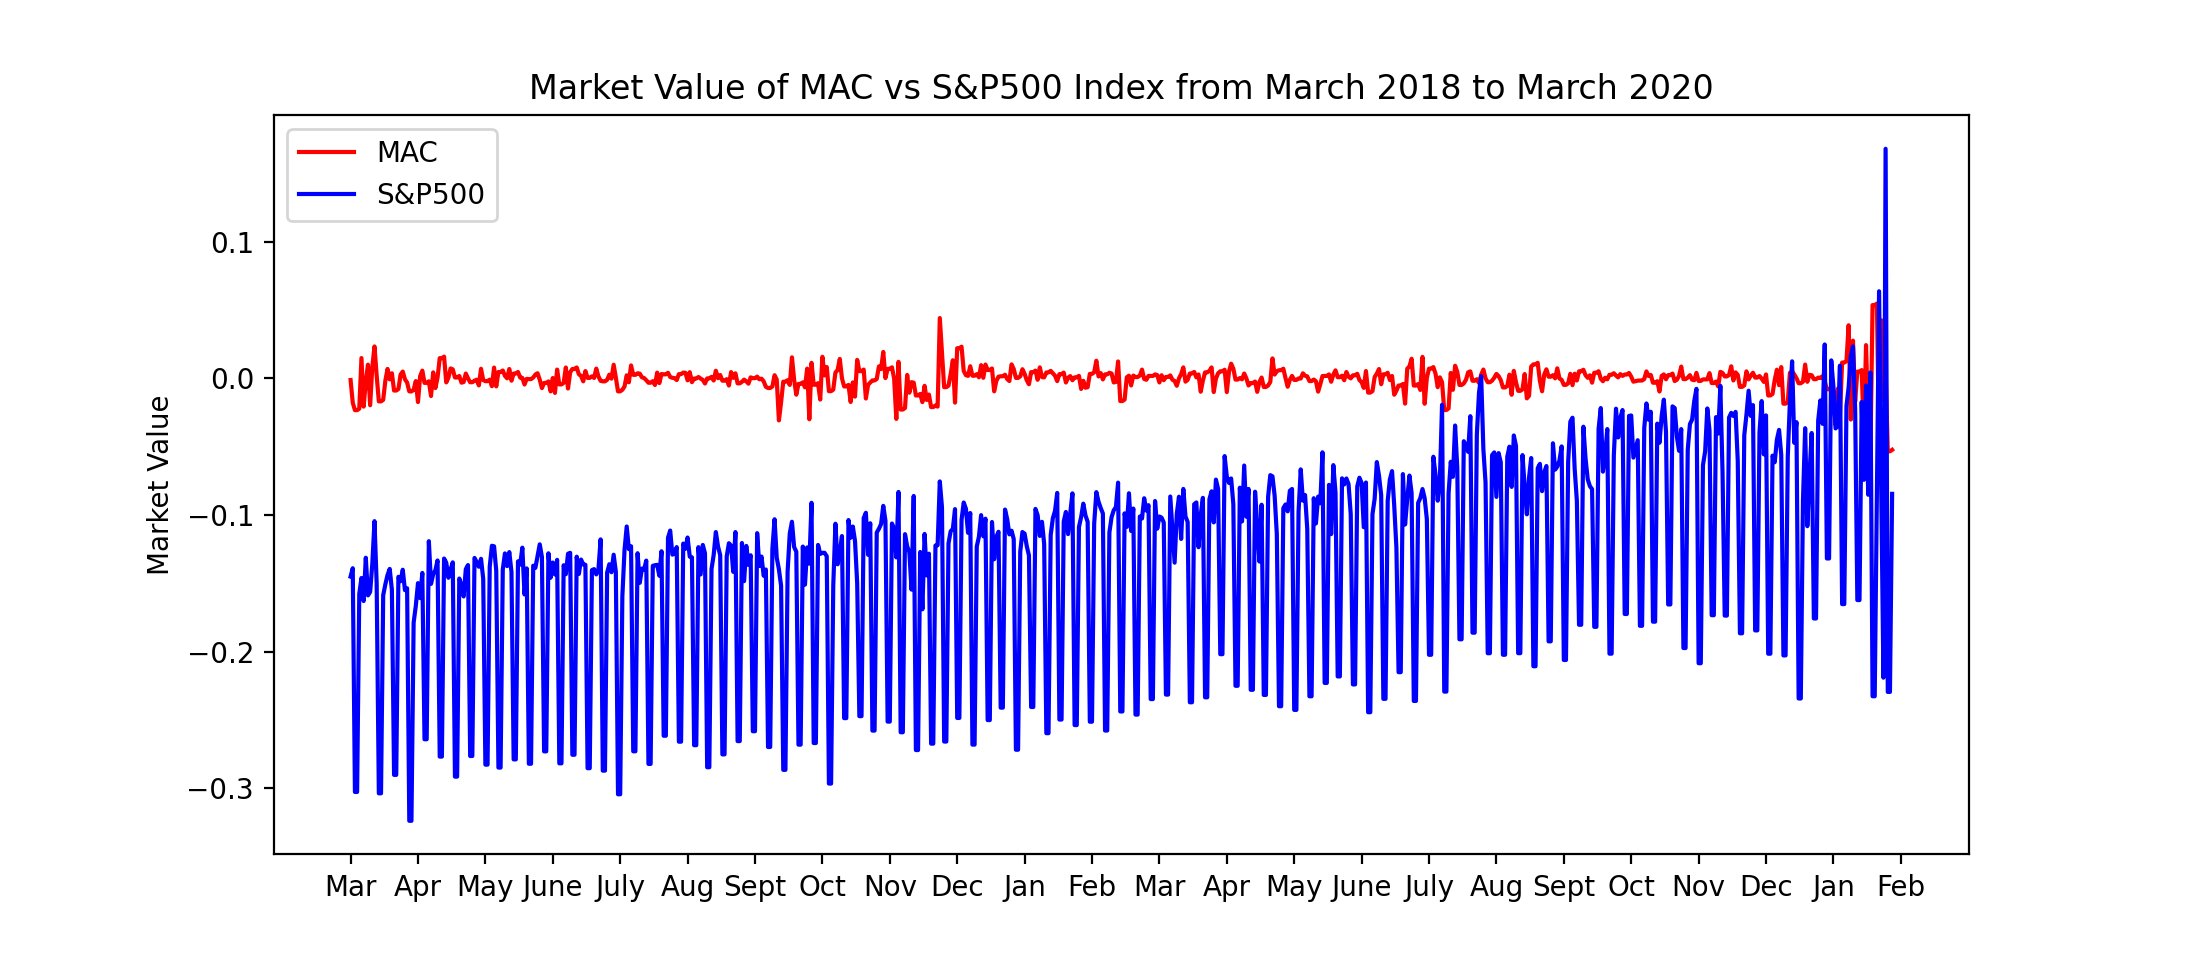 Market Value of MAC vs S&P500 Index from March 2018 to March 2020
MAC
S&P500
Market Value
0.1
0.0
−0.1
−0.2
−0.3
Mar Apr May June July Aug Sept Oct Nov Dec Jan Feb Mar Apr May June July Aug Sept Oct Nov Dec Jan Feb